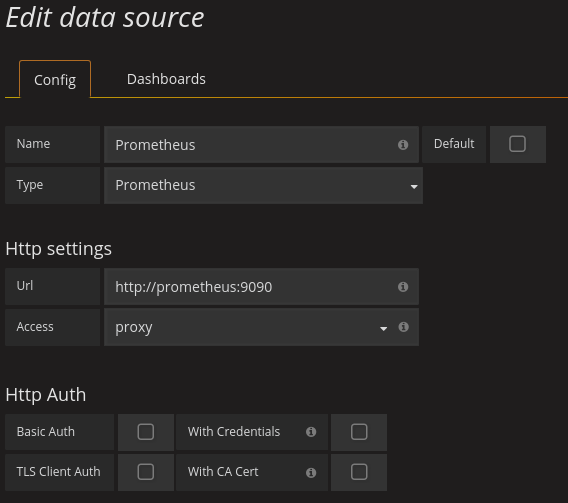 Edit data source
Config Dashboards
Name Prometheus Default
Type Prometheus
Http settings
Url http://prometheus:9090
Access proxy
Http Auth
Basic Auth With Credentials
TLS Client Auth With CA Cert